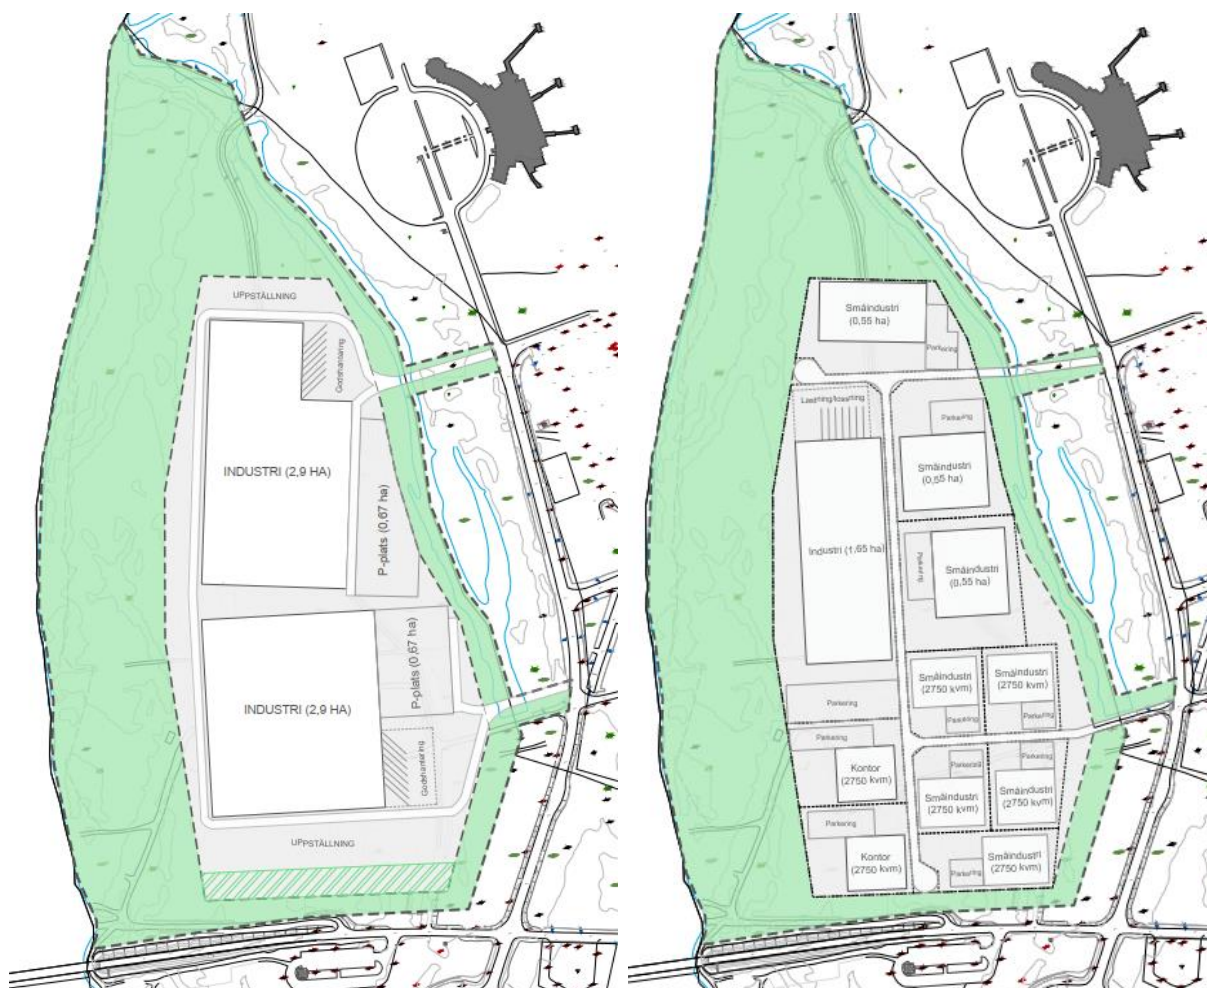 UPPSTÄLLNING
Godshantering
INDUSTRI (2,9 HA)
P-plats (0,67 ha)
P-plats (0,67 ha)
INDUSTRI (2,9 HA)
Godshantering
UPPSTÄLLNING
Småindustri
(0,55 ha)
Parkering
Lastning/lossning
Parkering
Småindustri
(0,55 ha)
Industri (1,65 ha)
Parkering
Småindustri
(0,55 ha)
Småindustri
(2750 kvm)
Småindustri
(2750 kvm)
Parkering
Parkering
Parkering
Parkering
Kontor
(2750 kvm)
Parkering
Parkering
Småindustri
(2750 kvm)
Småindustri
(2750 kvm)
Parkering
Kontor
(2750 kvm)
Småindustri
(2750 kvm)
Parkering